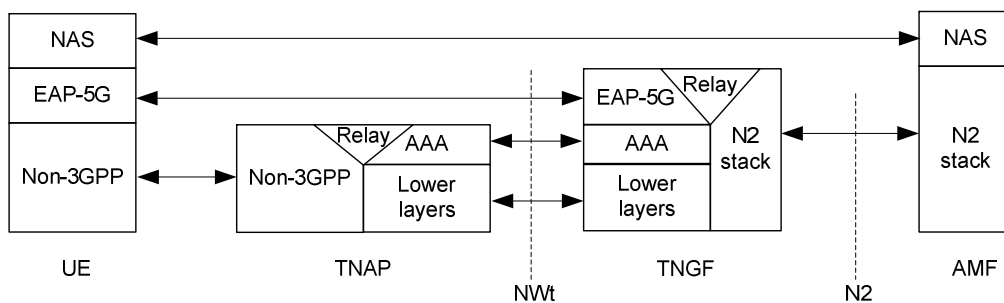 NAS
NAS
EAP-5G
EAP-5G
Relay
Relay
AAA
AAA
N2
stack
N2
stack
Non-3GPP
Non-3GPP
Lower
layers
Lower
layers
UE
TNAP
TNGF
AMF
NWt
N2